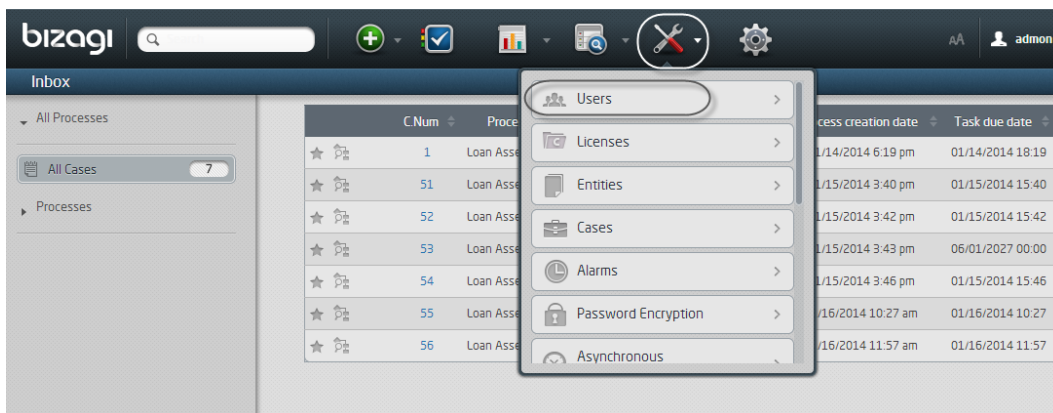 bizagi
AA admon
Inbox
All Processes
All Cases 7
Processes
C.Num Proce cess creation date Task due date
1 Loan Asse 1/14/2014 6:19 pm 01/14/2014 18:19
51 Loan Asse 1/15/2014 3:40 pm 01/15/2014 15:40
52 Loan Asse 1/15/2014 3:42 pm 01/15/2014 15:42
53 Loan Asse 1/15/2014 3:43 pm 06/01/2027 00:00
54 Loan Asse 1/15/2014 3:46 pm 01/15/2014 15:46
55 Loan Asse /16/2014 10:27 am 01/16/2014 10:27
56 Loan Asse /16/2014 11:57 am 01/16/2014 11:57
Users
Licenses
Entities
Cases
Alarms
Password Encryption
Asynchronous